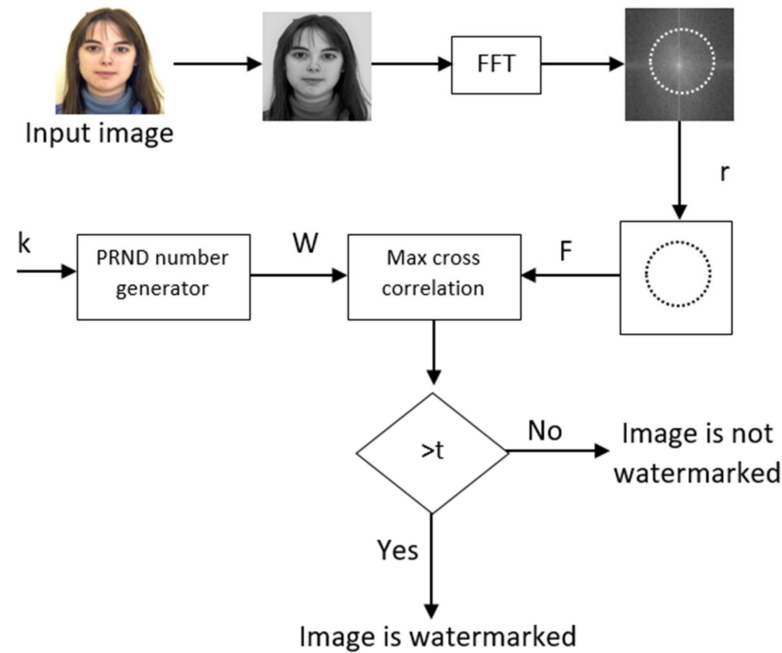 FFT
Input image
r
k
PRND number
generator
W
Max cross
correlation
F
>t
No
Image is not
watermarked
Yes
Image is watermarked